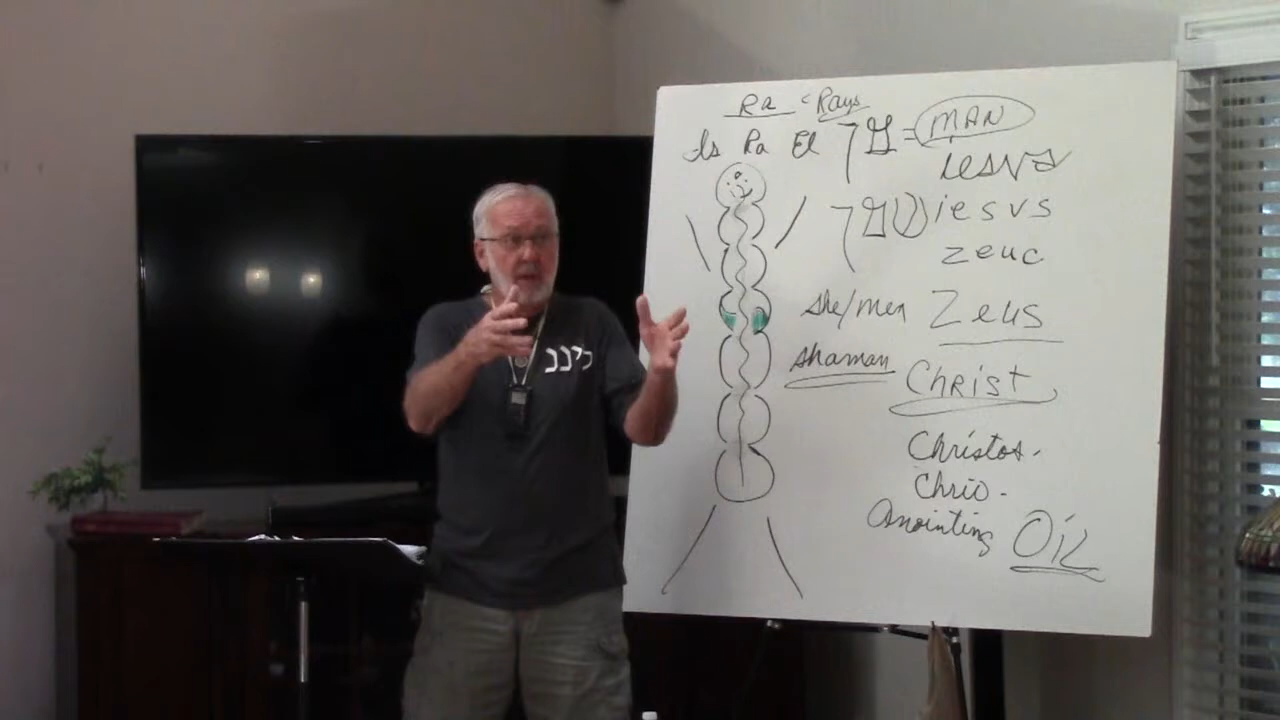 Ra = Rays
Is Ra El = MAN
iesvs
iesvs
zeuc
she/men Zeus
shaman Christ
Christos.
Chrio -
Anointing OiL